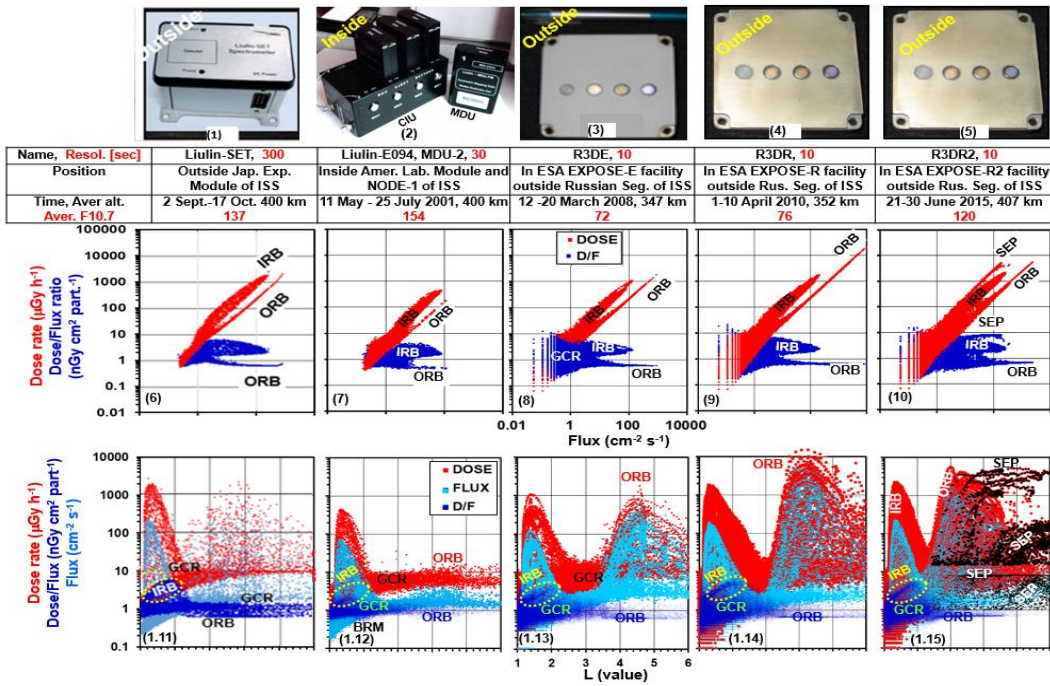 Outside
Liulin-SET
Spectrometer
Detector
Power
DC Power
(1)
Inside
CIU
MDU
(2)
Outside
(3)
Outside
(4)
Outside
(5)
Name, Resol. [sec]
Liulin-SET, 300
Liulin-E094, MDU-2, 30
R3DE, 10
R3DR, 10
R3DR2, 10
Position
Outside Jap. Exp.
Module of ISS
Inside Amer. Lab. Module and
NODE-1 of ISS
In ESA EXPOSE-E facility
outside Russian Seg. of ISS
In ESA EXPOSE-R facility
outside Rus. Seg. of ISS
In ESA EXPOSE-R2 facility
outside Rus. Seg. of ISS
Time, Aver alt.
Aver. F10.7
2 Sept.-17 Oct. 400 km
137
11 May - 25 July 2001, 400 km
154
12 -20 March 2008, 347 km
72
1-10 April 2010, 352 km
76
21-30 June 2015, 407 km
120
Dose rate (µGy h⁻¹)
Dose/Flux ratio
(nGy cm² part.⁻¹)
100000
10000
1000
100
10
1
0.1
0.01
IRB
ORB
ORB
(6)
IRB
ORB
IRB
ORB
(7)
DOSE
D/F
IRB
ORB
GCR
IRB
ORB
(8)
0.01
1
100
10000
Flux (cm⁻² s⁻¹)
ORB
IRB
IRB
ORB
(9)
SEP
ORB
IRB
SEP
IRB
ORB
(10)
Dose rate (µGy h⁻¹)
Dose/Flux (nGy cm² part⁻¹)
Flux (cm⁻² s⁻¹)
10000
1000
100
10
1
0.1
GCR
IRB
GCR
ORB
(1.11)
DOSE
FLUX
D/F
ORB
IRB
GCR
GCR
BRM
ORB
(1.12)
ORB
IRB
GCR
GCR
ORB
(1.13)
1
2
3
4
5
6
L (value)
ORB
IRB
GCR
ORB
(1.14)
IRB
ORB
SEP
SEP
SEP
IRB
SEP
GCR
ORB
(1.15)